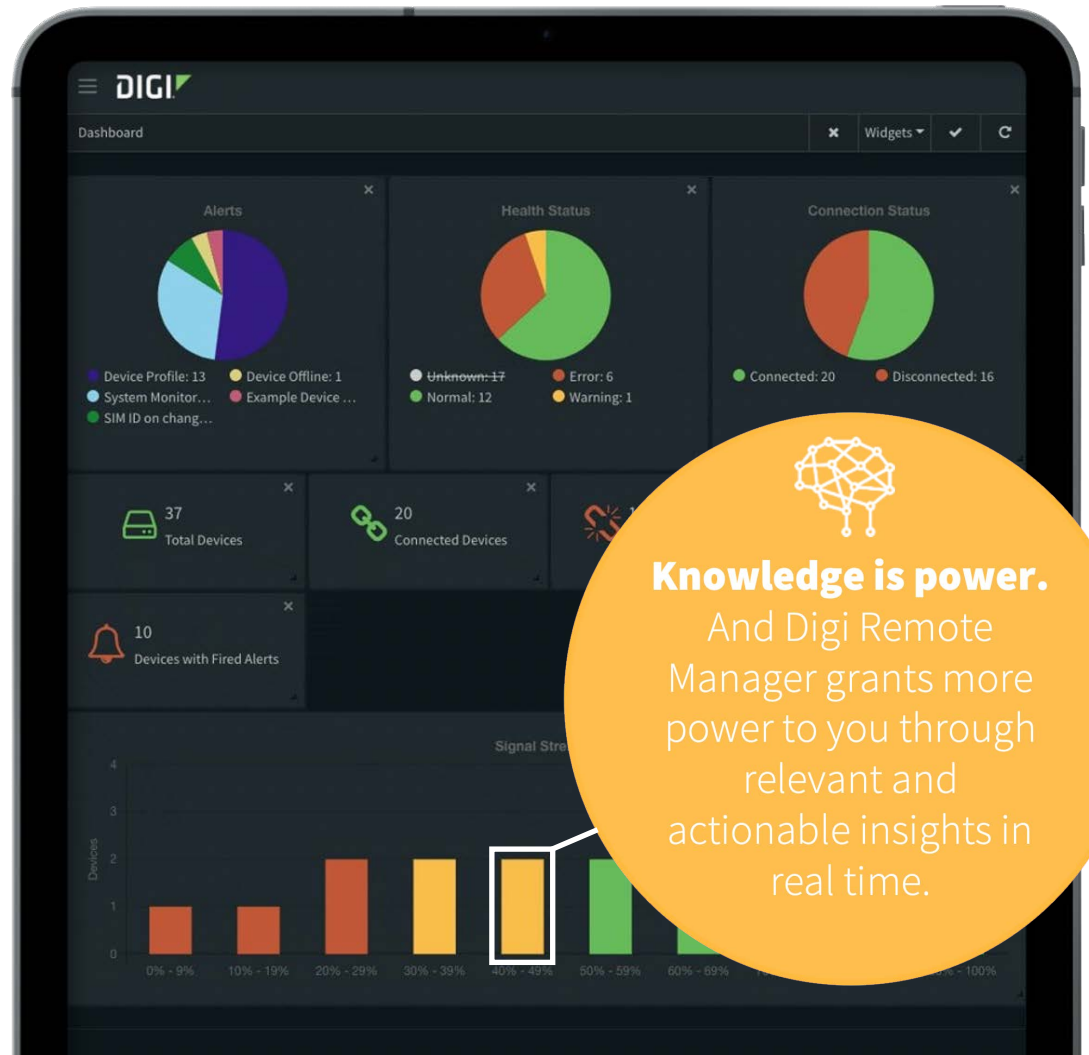 DIGI
Dashboard
Widgets
Alerts
Device Profile: 13
Device Offline: 1
System Monitor...
Example Device ...
SIM ID on chang...
Health Status
Unknown: 17
Error: 6
Normal: 12
Warning: 1
Connection Status
Connected: 20
Disconnected: 16
37
Total Devices
20
Connected Devices
10
Devices with Fired Alerts
Knowledge is power.
And Digi Remote
Manager grants more
power to you through
relevant and
actionable insights in
real time.
Signal Stre
Devices
4
3
2
1
0
0% - 9%
10% - 19%
20% - 29%
30% - 39%
40% - 49%
50% - 59%
60% - 69%
100%